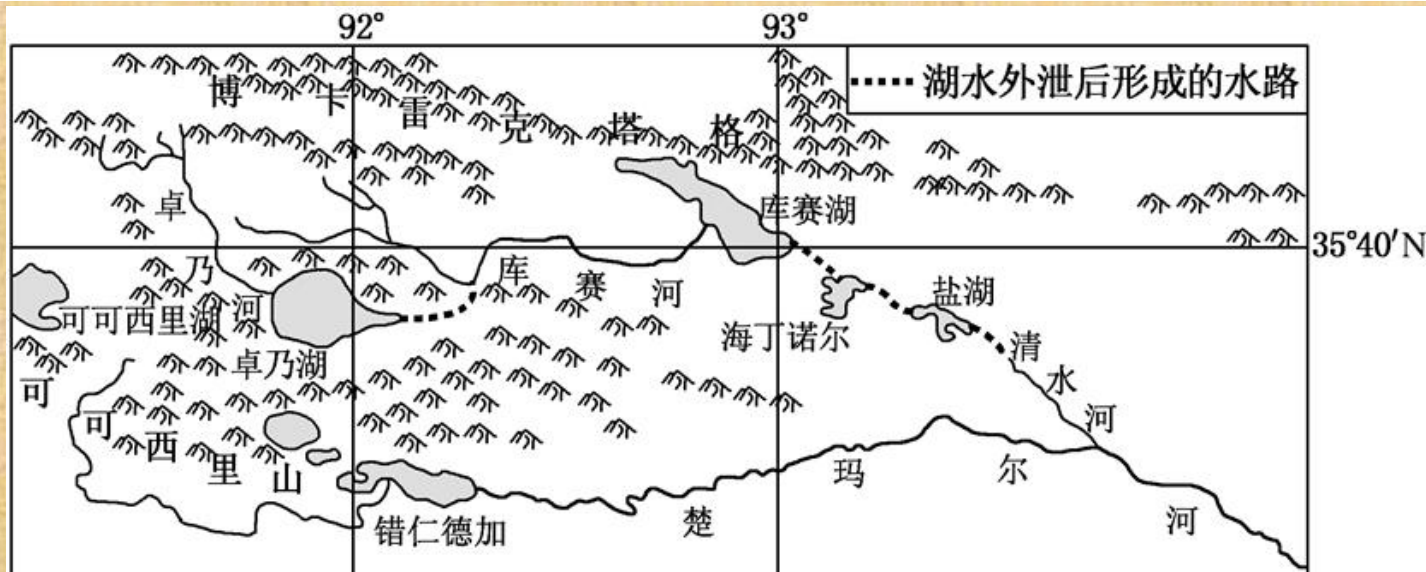 92°
93°
湖水外泄后形成的水路
博卡雷克塔格
库赛湖
35°40′N
卓乃河
库赛河
可可西里湖
盐湖
海丁诺尔
卓乃湖
清水河
可可西里山
错仁德加
楚玛尔河